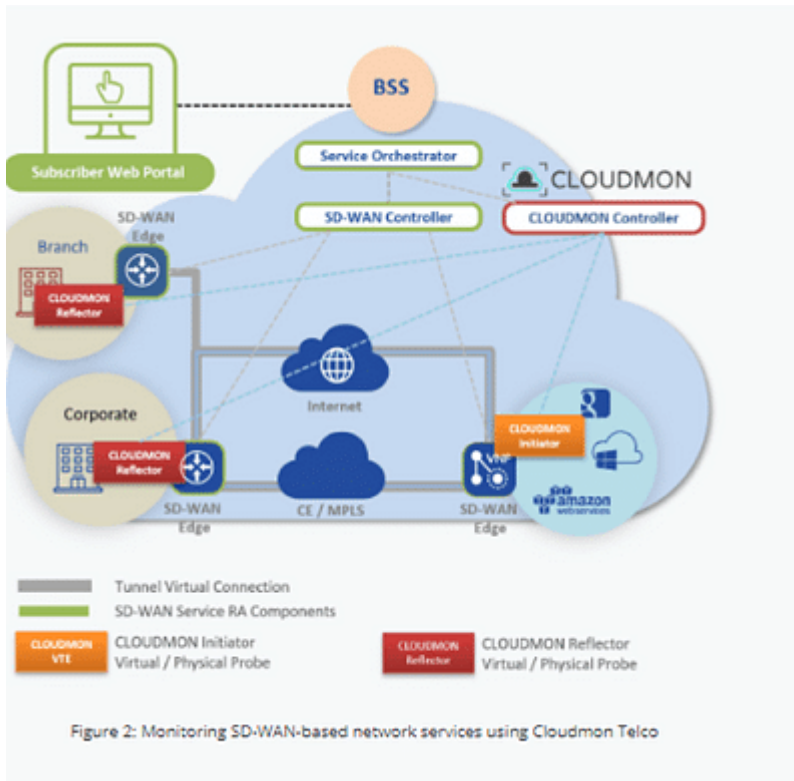 BSS
Subscriber Web Portal
Service Orchestrator
CLOUDMON
SD-WAN Controller
CLOUDMON Controller
SD-WAN
Edge
Branch
CLOUDMON
Reflector
Internet
Corporate
CLOUDMON
Reflector
SD-WAN
Edge
CE / MPLS
VNF
SD-WAN
Edge
CLOUDMON
Initiator
g
amazon
webservices
Tunnel Virtual Connection
SD-WAN Service RA Components
CLOUDMON
VTE
CLOUDMON Initiator
Virtual / Physical Probe
CLOUDMON
Reflector
CLOUDMON Reflector
Virtual / Physical Probe
Figure 2: Monitoring SD-WAN-based network services using Cloudmon Telco